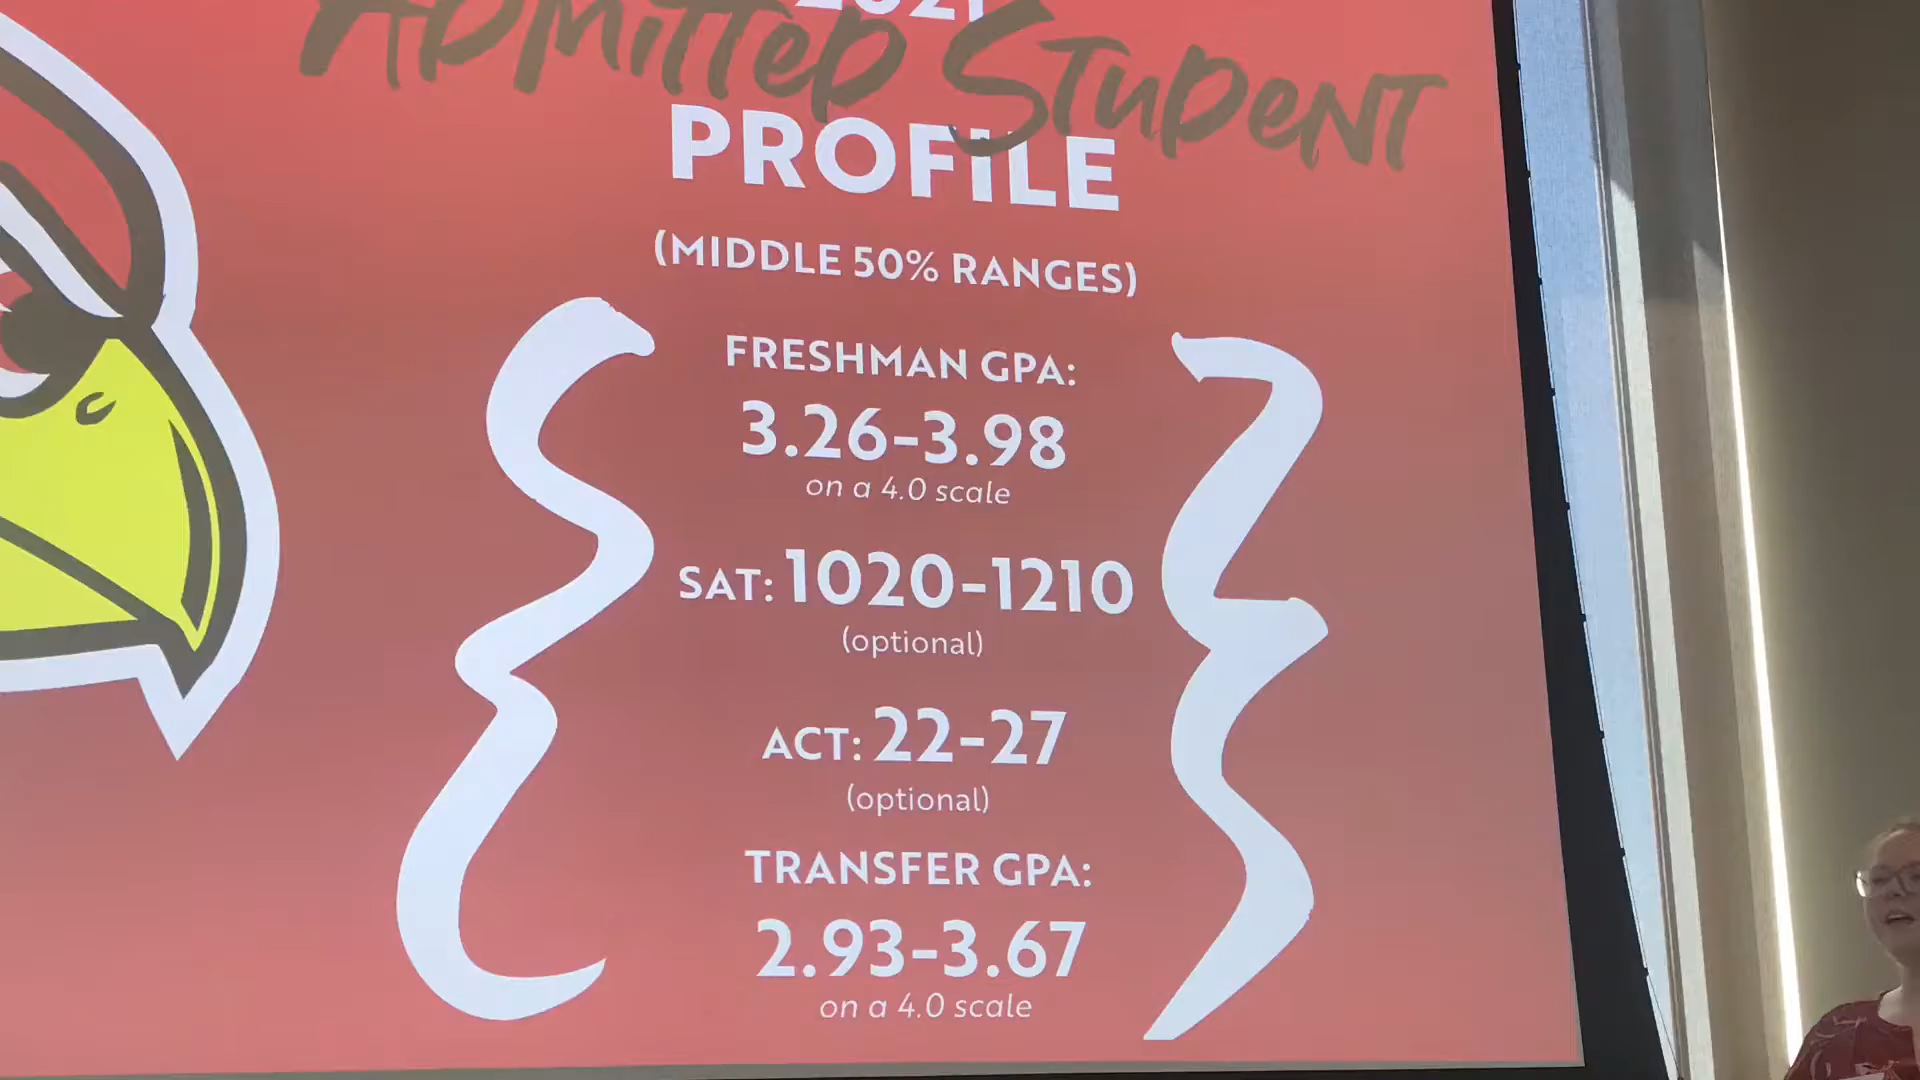 2021
ADMITTED STUDENT
PROFILE
(MIDDLE 50% RANGES)
FRESHMAN GPA:
3.26-3.98
on a 4.0 scale
SAT: 1020-1210
(optional)
ACT: 22-27
(optional)
TRANSFER GPA:
2.93-3.67
on a 4.0 scale